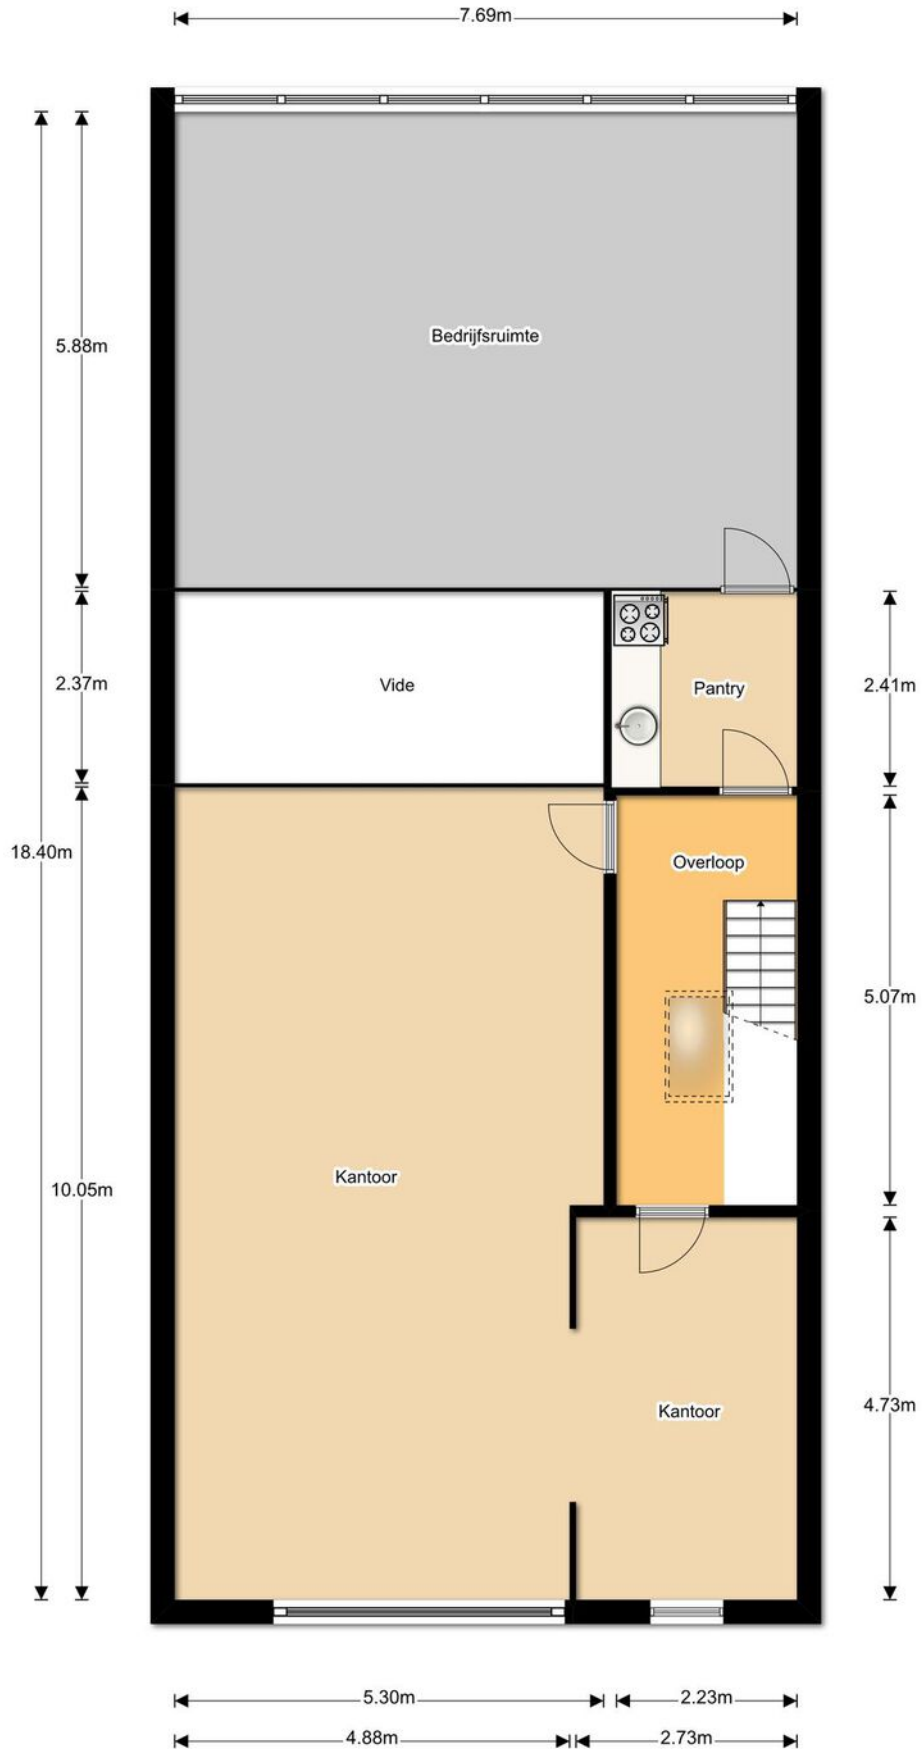 7.69m
5.88m
Bedrijfsruimte
2.37m
Vide
Pantry
2.41m
18.40m
Overloop
5.07m
10.05m
Kantoor
Kantoor
4.73m
5.30m
2.23m
4.88m
2.73m